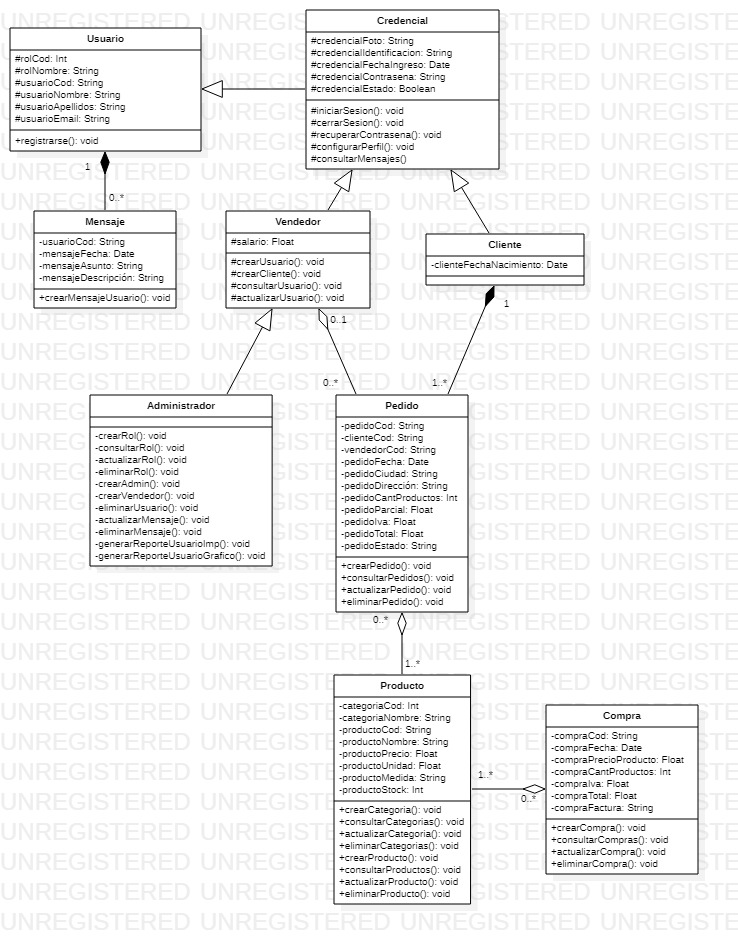 Usuario
#rolCod: Int
#rolNombre: String
#usuarioCod: String
#usuarioNombre: String
#usuarioApellidos: String
#usuarioEmail: String
+registrarse(): void
Credencial
#credencialFoto: String
#credencialIdentificacion: String
#credencialFechaIngreso: Date
#credencialContrasena: String
#credencialEstado: Boolean
#iniciarSesion(): void
#cerrarSesion(): void
#recuperarContrasena(): void
#configurarPerfil(): void
#consultarMensajes()
1
0..*
Mensaje
-usuarioCod: String
-mensajeFecha: Date
-mensajeAsunto: String
-mensajeDescripción: String
+crearMensajeUsuario(): void
Vendedor
#salario: Float
#crearUsuario(): void
#crearCliente(): void
#consultarUsuario(): void
#actualizarUsuario(): void
Cliente
-clienteFechaNacimiento: Date
0..1
0..*
1
1..*
Administrador
-crearRol(): void
-consultarRol(): void
-actualizarRol(): void
-eliminarRol(): void
-crearAdmin(): void
-crearVendedor(): void
-eliminarUsuario(): void
-actualizarMensaje(): void
-eliminarMensaje(): void
-generarReporteUsuarioImp(): void
-generarReporteUsuarioGrafico(): void
Pedido
-pedidoCod: String
-clienteCod: String
-vendedorCod: String
-pedidoFecha: Date
-pedidoCiudad: String
-pedidoDirección: String
-pedidoCantProductos: Int
-pedidoParcial: Float
-pedidoIva: Float
-pedidoTotal: Float
-pedidoEstado: String
+crearPedido(): void
+consultarPedidos(): void
+actualizarPedido(): void
+eliminarPedido(): void
0..*
1..*
Producto
-categoriaCod: Int
-categoriaNombre: String
-productoCod: String
-productoNombre: String
-productoPrecio: Float
-productoUnidad: Float
-productoMedida: String
-productoStock: Int
+crearCategoria(): void
+consultarCategorias(): void
+actualizarCategoria(): void
+eliminarCategorias(): void
+crearProducto(): void
+consultarProductos(): void
+actualizarProducto(): void
+eliminarProducto(): void
1..*
0..*
Compra
-compraCod: String
-compraFecha: Date
-compraPrecioProducto: Float
-compraCantProductos: Int
-compraIva: Float
-compraTotal: Float
-compraFactura: String
+crearCompra(): void
+consultarCompras(): void
+actualizarCompra(): void
+eliminarCompra(): void
UNREGISTERED